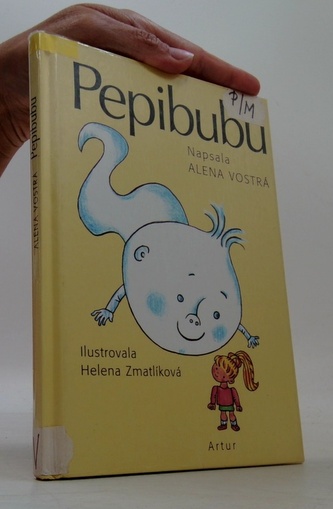 Pepibubu
P/M
Napsala
ALENA VOSTRÁ
Ilustrovala
Helena Zmatlíková
Artur
ALENA VOSTRÁ Pepibubu